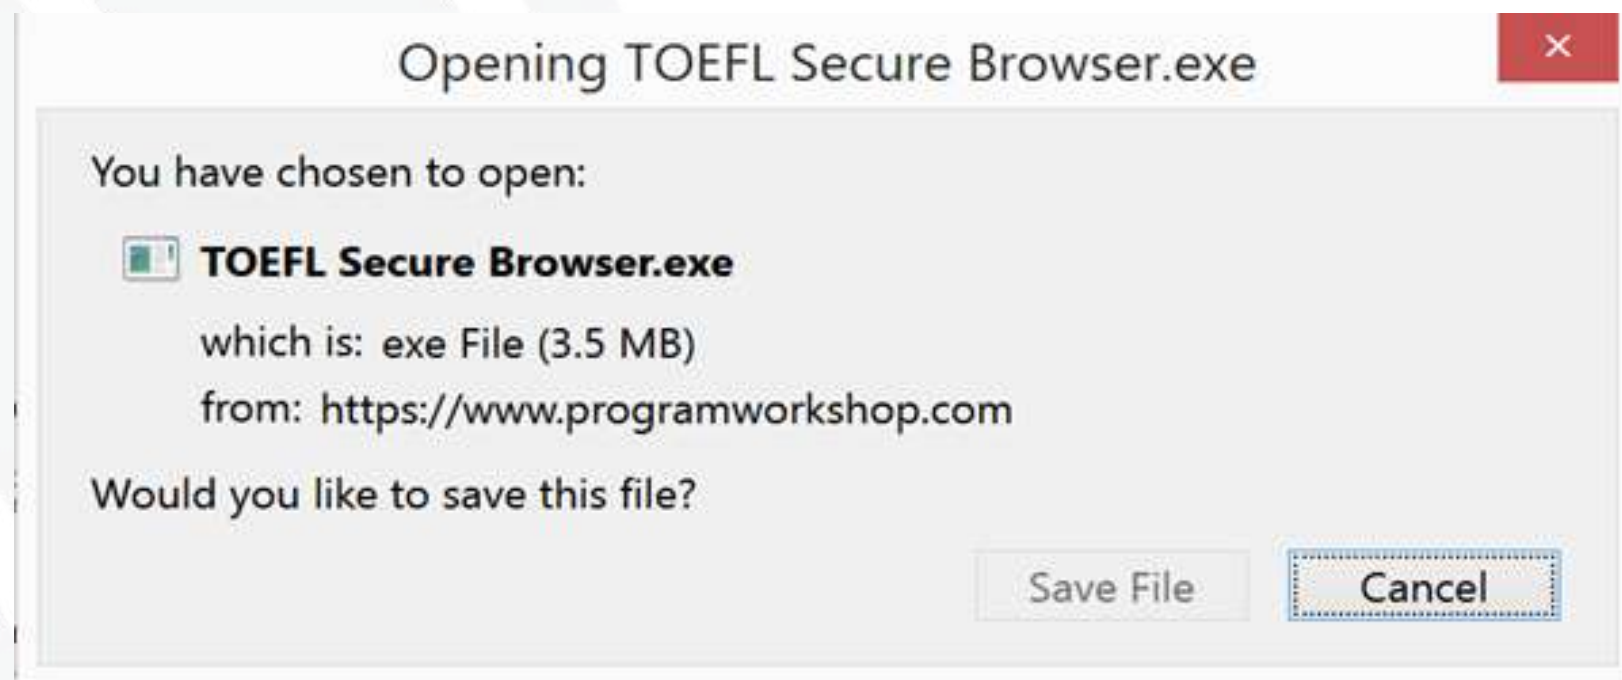 Opening TOEFL Secure Browser.exe
You have chosen to open:
TOEFL Secure Browser.exe
which is: exe File (3.5 MB)
from: https://www.programworkshop.com
Would you like to save this file?
Save File Cancel